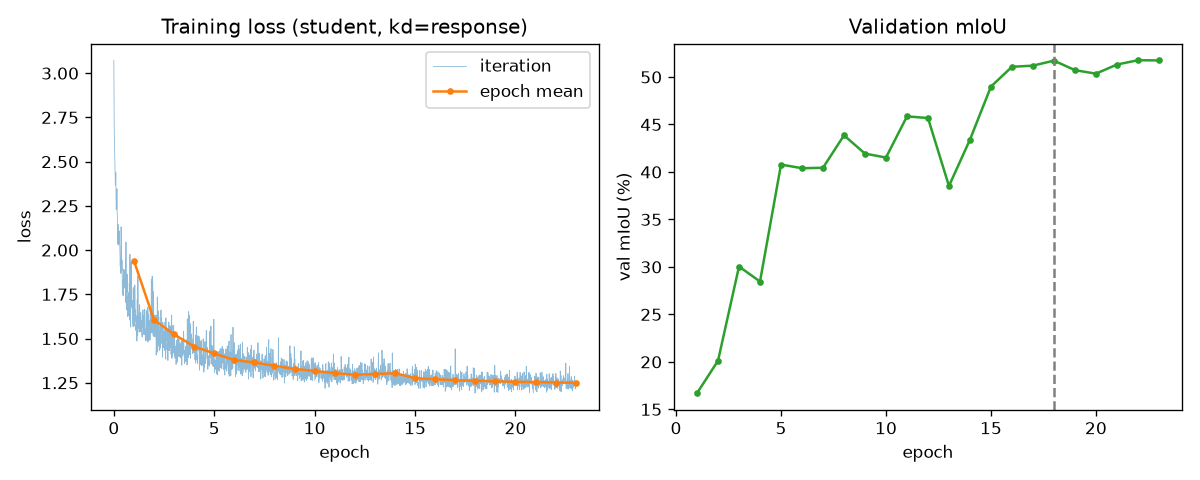 Training loss (student, kd=response)
3.00
2.75
2.50
2.25
2.00
1.75
1.50
1.25
loss
iteration
epoch mean
0 5 10 15 20
epoch
Validation mIoU
50
45
40
35
30
25
20
15
val mIoU (%)
0 5 10 15 20
epoch